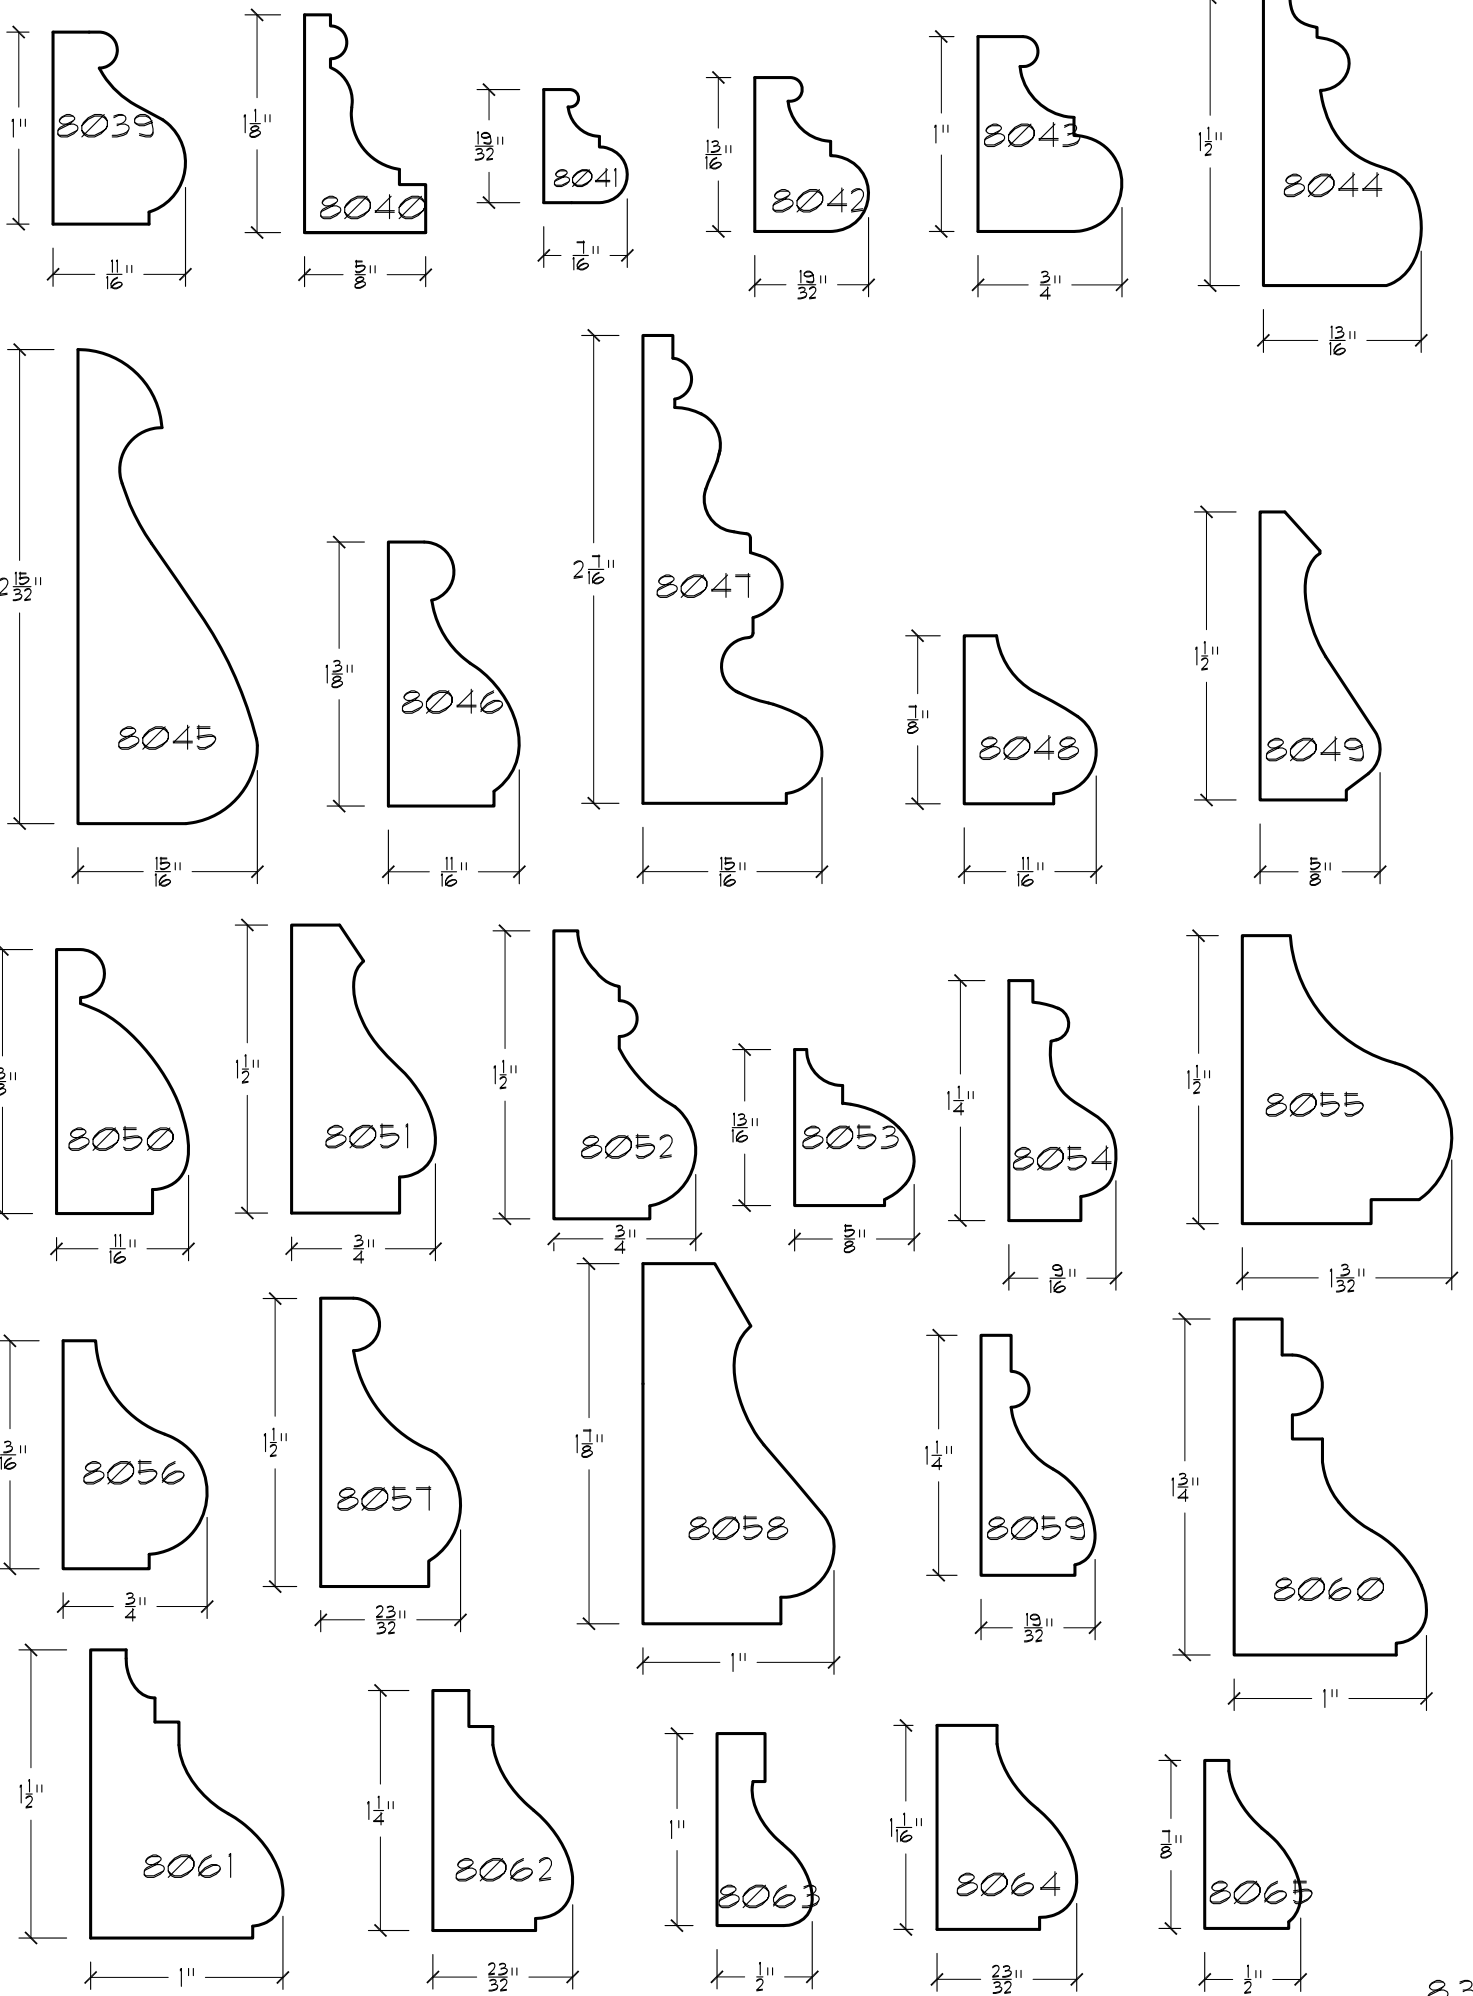 1" 8Ø39 11/16"
1 1/8" 8Ø4Ø 5/8"
19/32" 8Ø41 7/16"
13/16" 8Ø42 19/32"
1" 8Ø43 3/4"
1 1/2" 8Ø44 13/16"
2 15/32" 8Ø45 15/16"
1 3/8" 8Ø46 11/16"
2 7/16" 8Ø47 15/16"
7/8" 8Ø48 11/16"
1 1/2" 8Ø49 5/8"
8Ø5Ø 11/16"
1 1/2" 8Ø51 3/4"
1 1/2" 8Ø52 3/4"
13/16" 8Ø53 5/8"
1 1/4" 8Ø54 9/16"
1 1/2" 8Ø55 1 3/32"
3/16" 8Ø56 3/4"
1 1/2" 8Ø57 23/32"
1 7/8" 8Ø58 1"
1 1/4" 8Ø59 19/32"
1 3/4" 8Ø6Ø 1"
1 1/2" 8Ø61 1"
1 1/4" 8Ø62 23/32"
1" 8Ø63 1/2"
1 1/16" 8Ø64 23/32"
7/8" 8Ø65 1/2"